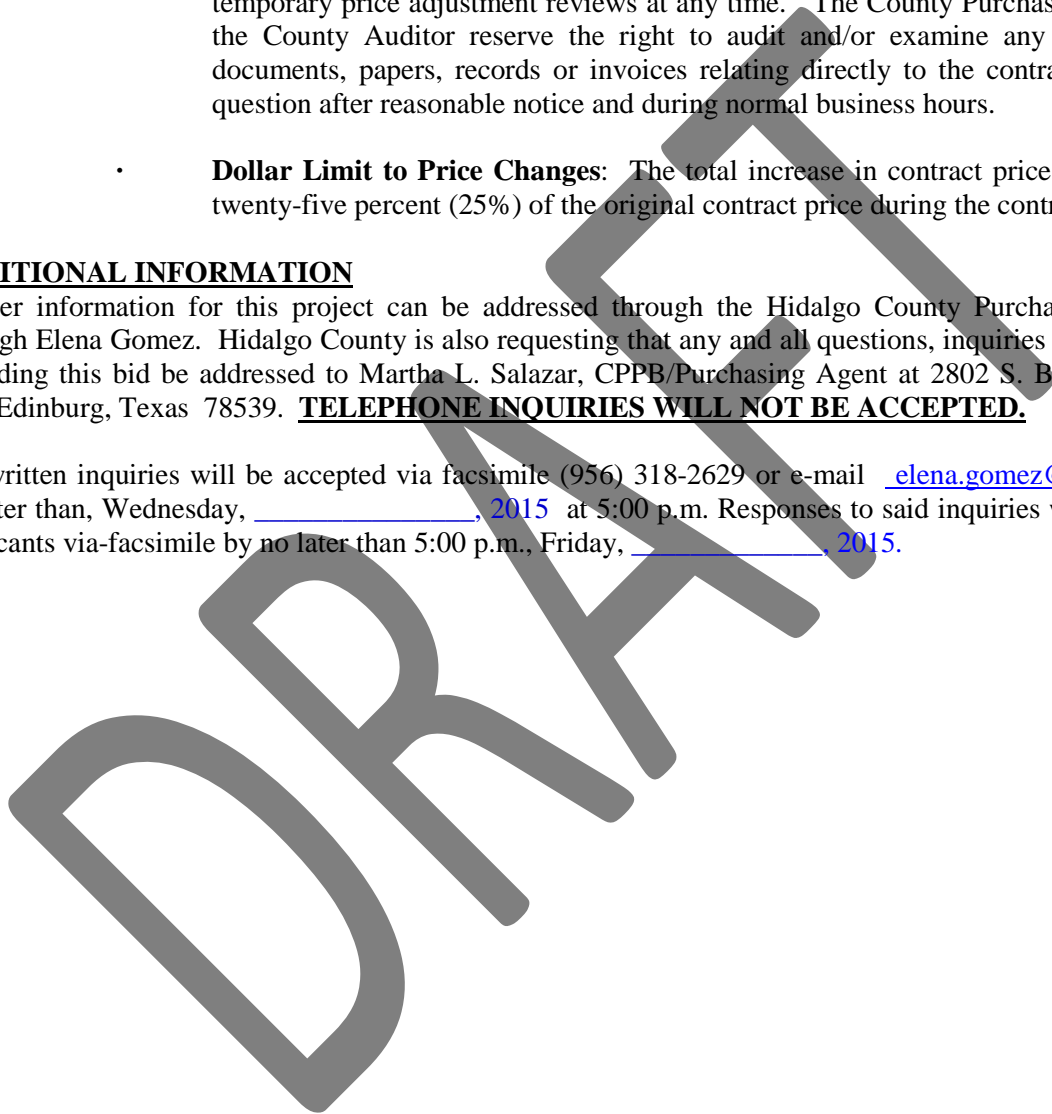 temporary price adjustment reviews at any time. The County Purchas
the County Auditor reserve the right to audit and/or examine any
documents, papers, records or invoices relating directly to the contra
question after reasonable notice and during normal business hours.
· Dollar Limit to Price Changes: The total increase in contract price
twenty-five percent (25%) of the original contract price during the contr
ITIONAL INFORMATION
er information for this project can be addressed through the Hidalgo County Purcha
gh Elena Gomez. Hidalgo County is also requesting that any and all questions, inquiries
ding this bid be addressed to Martha L. Salazar, CPPB/Purchasing Agent at 2802 S. B
Edinburg, Texas 78539. TELEPHONE INQUIRIES WILL NOT BE ACCEPTED.
written inquiries will be accepted via facsimile (956) 318-2629 or e-mail elena.gomez@
ter than, Wednesday, _______________, 2015 at 5:00 p.m. Responses to said inquiries w
cants via-facsimile by no later than 5:00 p.m., Friday, _____________, 2015.
DRAFT